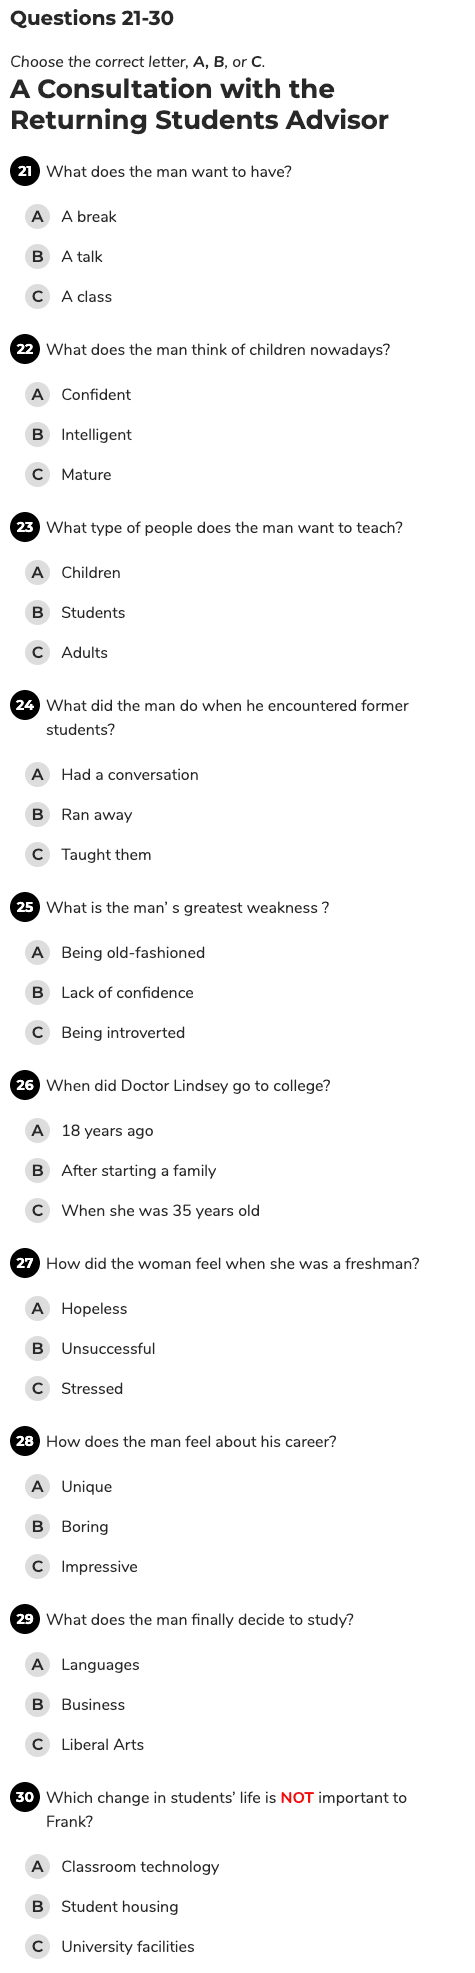 Questions 21-30
Choose the correct letter, A, B, or C.
A Consultation with the
Returning Students Advisor
21 What does the man want to have?
A A break
B A talk
C A class
22 What does the man think of children nowadays?
A Confident
B Intelligent
C Mature
23 What type of people does the man want to teach?
A Children
B Students
C Adults
24 What did the man do when he encountered former
students?
A Had a conversation
B Ran away
C Taught them
25 What is the man’ s greatest weakness ?
A Being old-fashioned
B Lack of confidence
C Being introverted
26 When did Doctor Lindsey go to college?
A 18 years ago
B After starting a family
C When she was 35 years old
27 How did the woman feel when she was a freshman?
A Hopeless
B Unsuccessful
C Stressed
28 How does the man feel about his career?
A Unique
B Boring
C Impressive
29 What does the man finally decide to study?
A Languages
B Business
C Liberal Arts
30 Which change in students’ life is NOT important to
Frank?
A Classroom technology
B Student housing
C University facilities